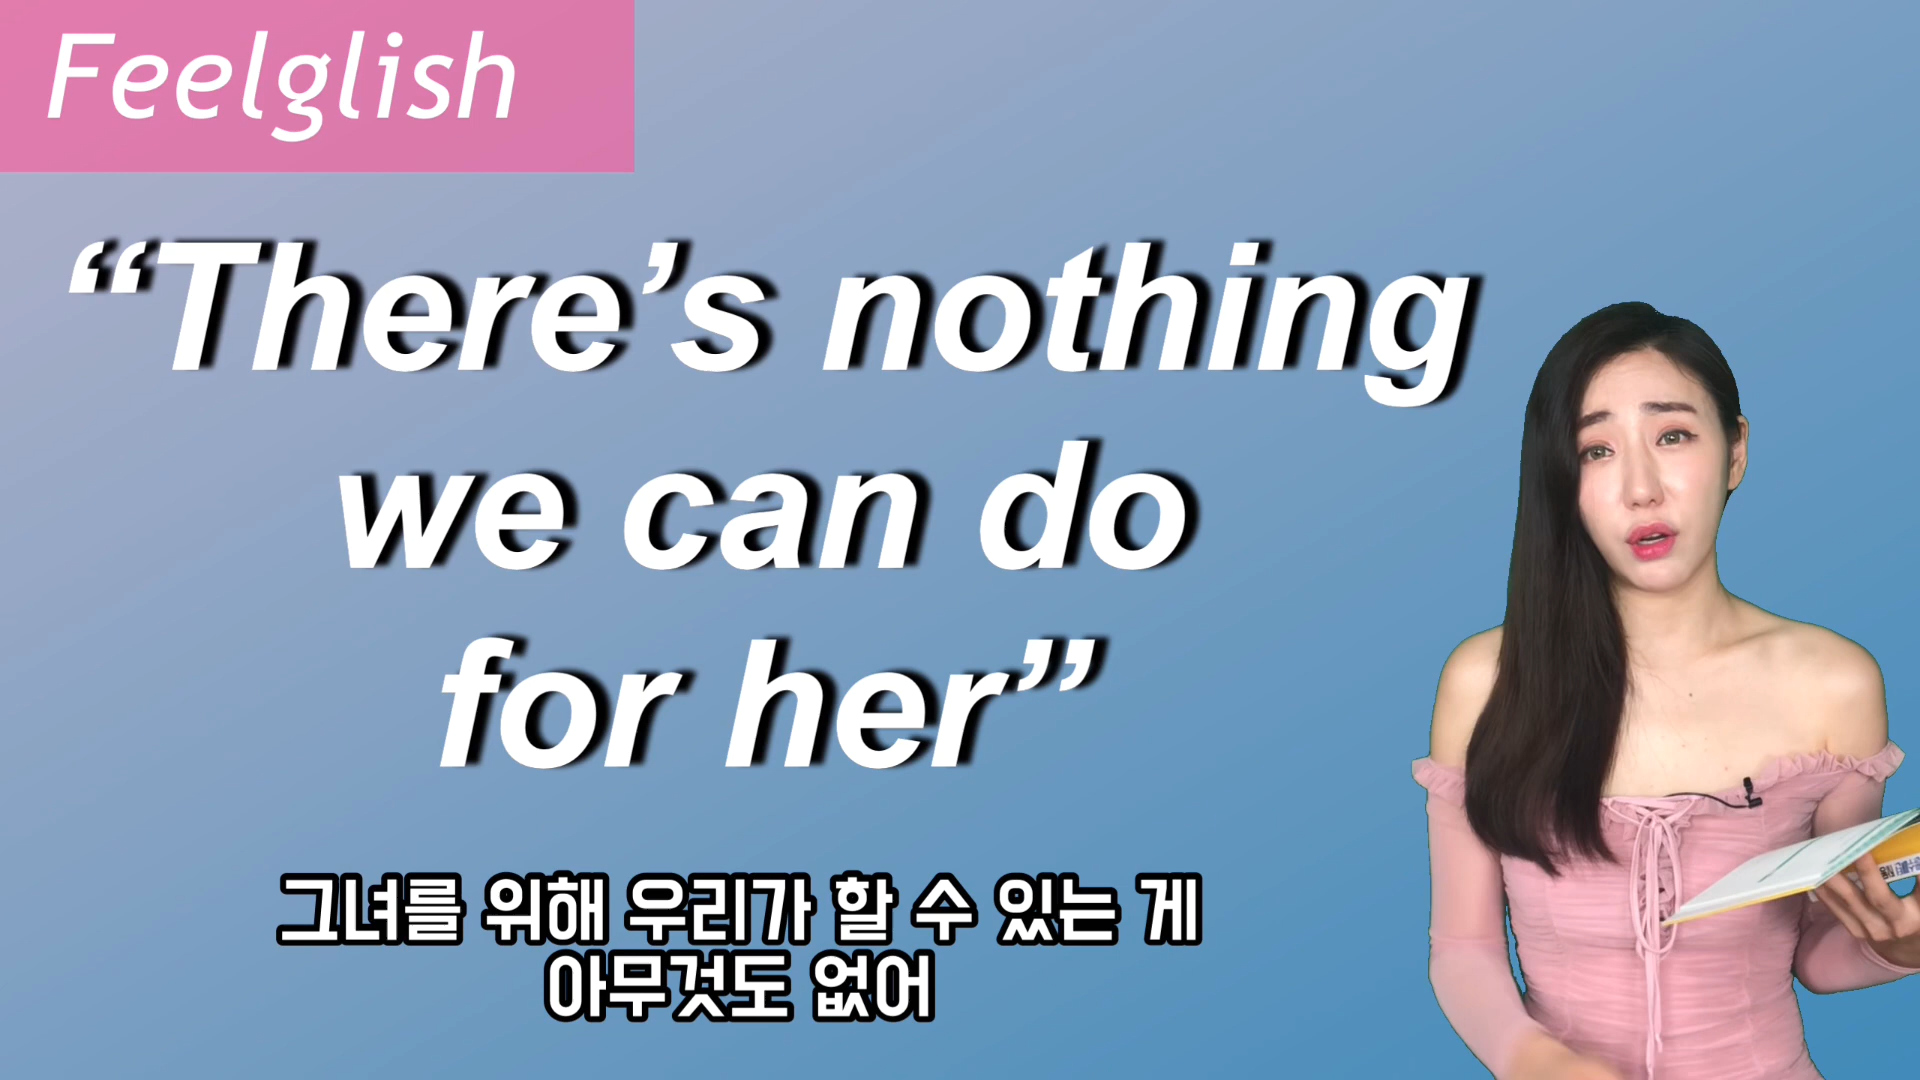 Feelglish
“There’s nothing
we can do
for her”
그녀를 위해 우리가 할 수 있는 게
아무것도 없어